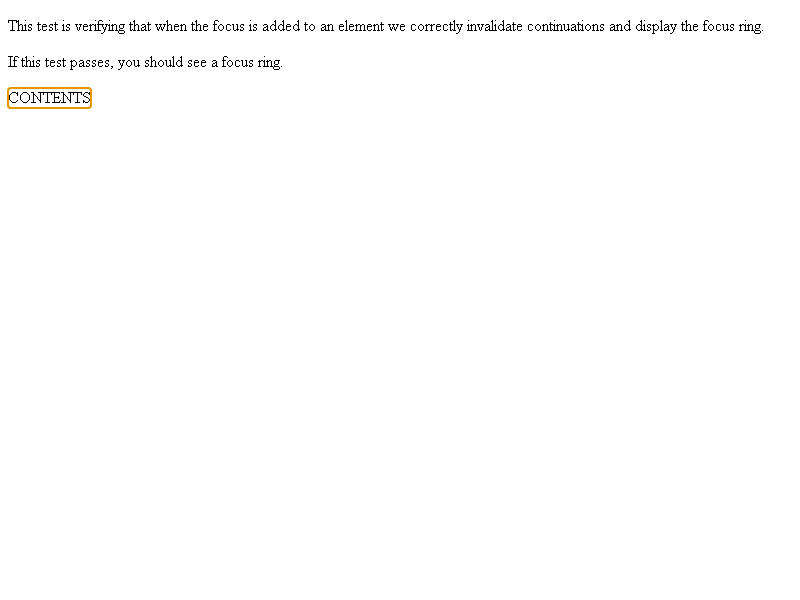 This test is verifying that when the focus is added to an element we correctly invalidate continuations and display the focus ring.
If this test passes, you should see a focus ring.
CONTENTS